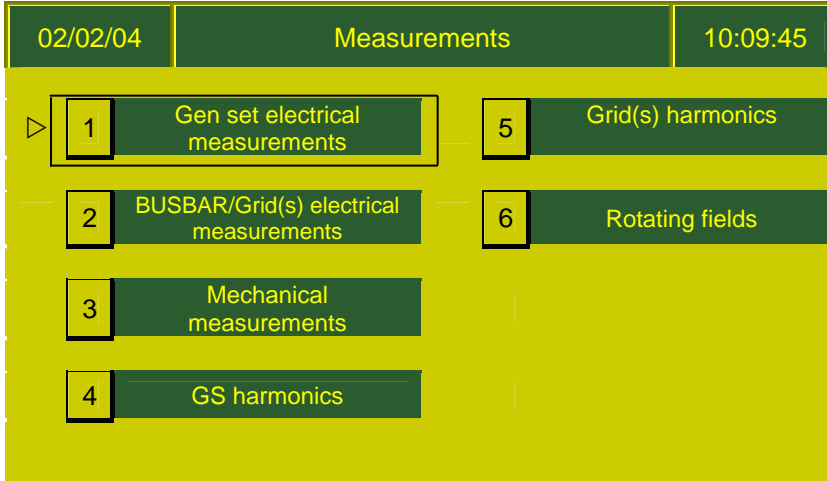 02/02/04
Measurements
10:09:45
1
Gen set electrical
measurements
2
BUSBAR/Grid(s) electrical
measurements
3
Mechanical
measurements
4
GS harmonics
5
Grid(s) harmonics
6
Rotating fields